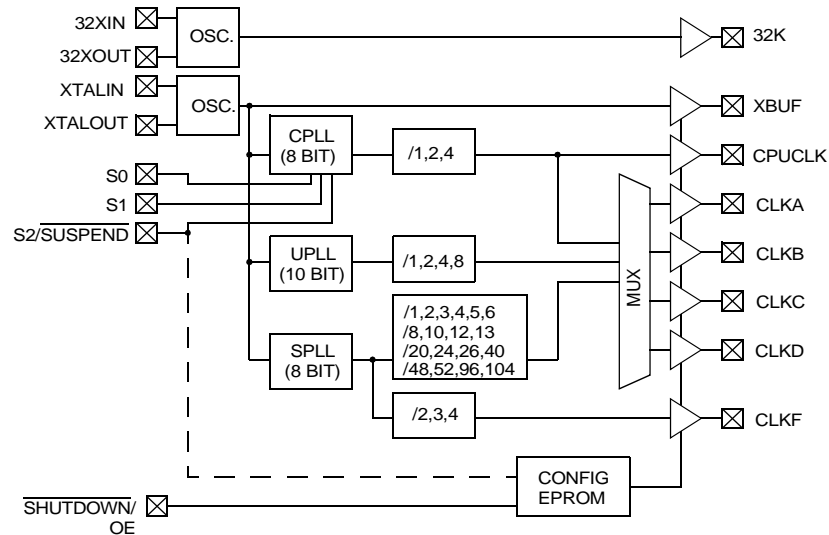 32XIN
OSC.
32K
32XOUT
XTALIN
OSC.
XBUF
XTALOUT
CPLL
(8 BIT)
/1,2,4
CPUCLK
S0
S1
CLKA
S2/SUSPEND
UPLL
(10 BIT)
/1,2,4,8
MUX
CLKB
CLKC
/1,2,3,4,5,6
/8,10,12,13
/20,24,26,40
/48,52,96,104
SPLL
(8 BIT)
CLKD
/2,3,4
CLKF
CONFIG
EPROM
SHUTDOWN/
OE